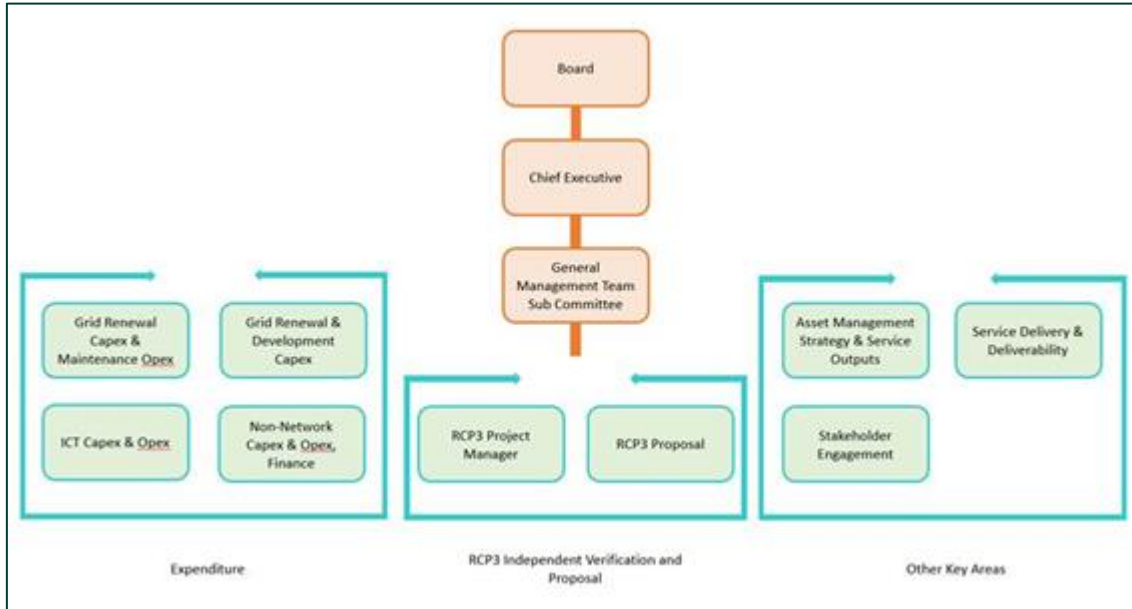 Board
Chief Executive
General
Management Team
Sub Committee
Grid Renewal
Capex &
Maintenance Opex
Grid Renewal &
Development
Capex
ICT Capex & Opex
Non-Network
Capex & Opex,
Finance
Expenditure
RCP3 Project
Manager
RCP3 Proposal
RCP3 Independent Verification and
Proposal
Asset Management
Strategy & Service
Outputs
Service Delivery &
Deliverability
Stakeholder
Engagement
Other Key Areas